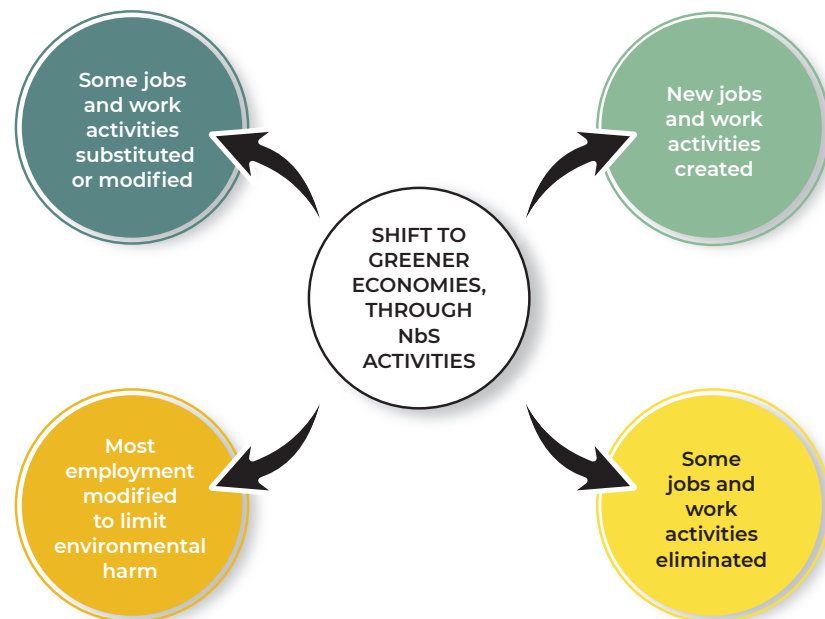 Some jobs
and work
activities
substituted
or modified
New jobs
and work
activities
created
SHIFT TO
GREENER
ECONOMIES,
THROUGH
NbS
ACTIVITIES
Most
employment
modified
to limit
environmental
harm
Some
jobs and
work
activities
eliminated